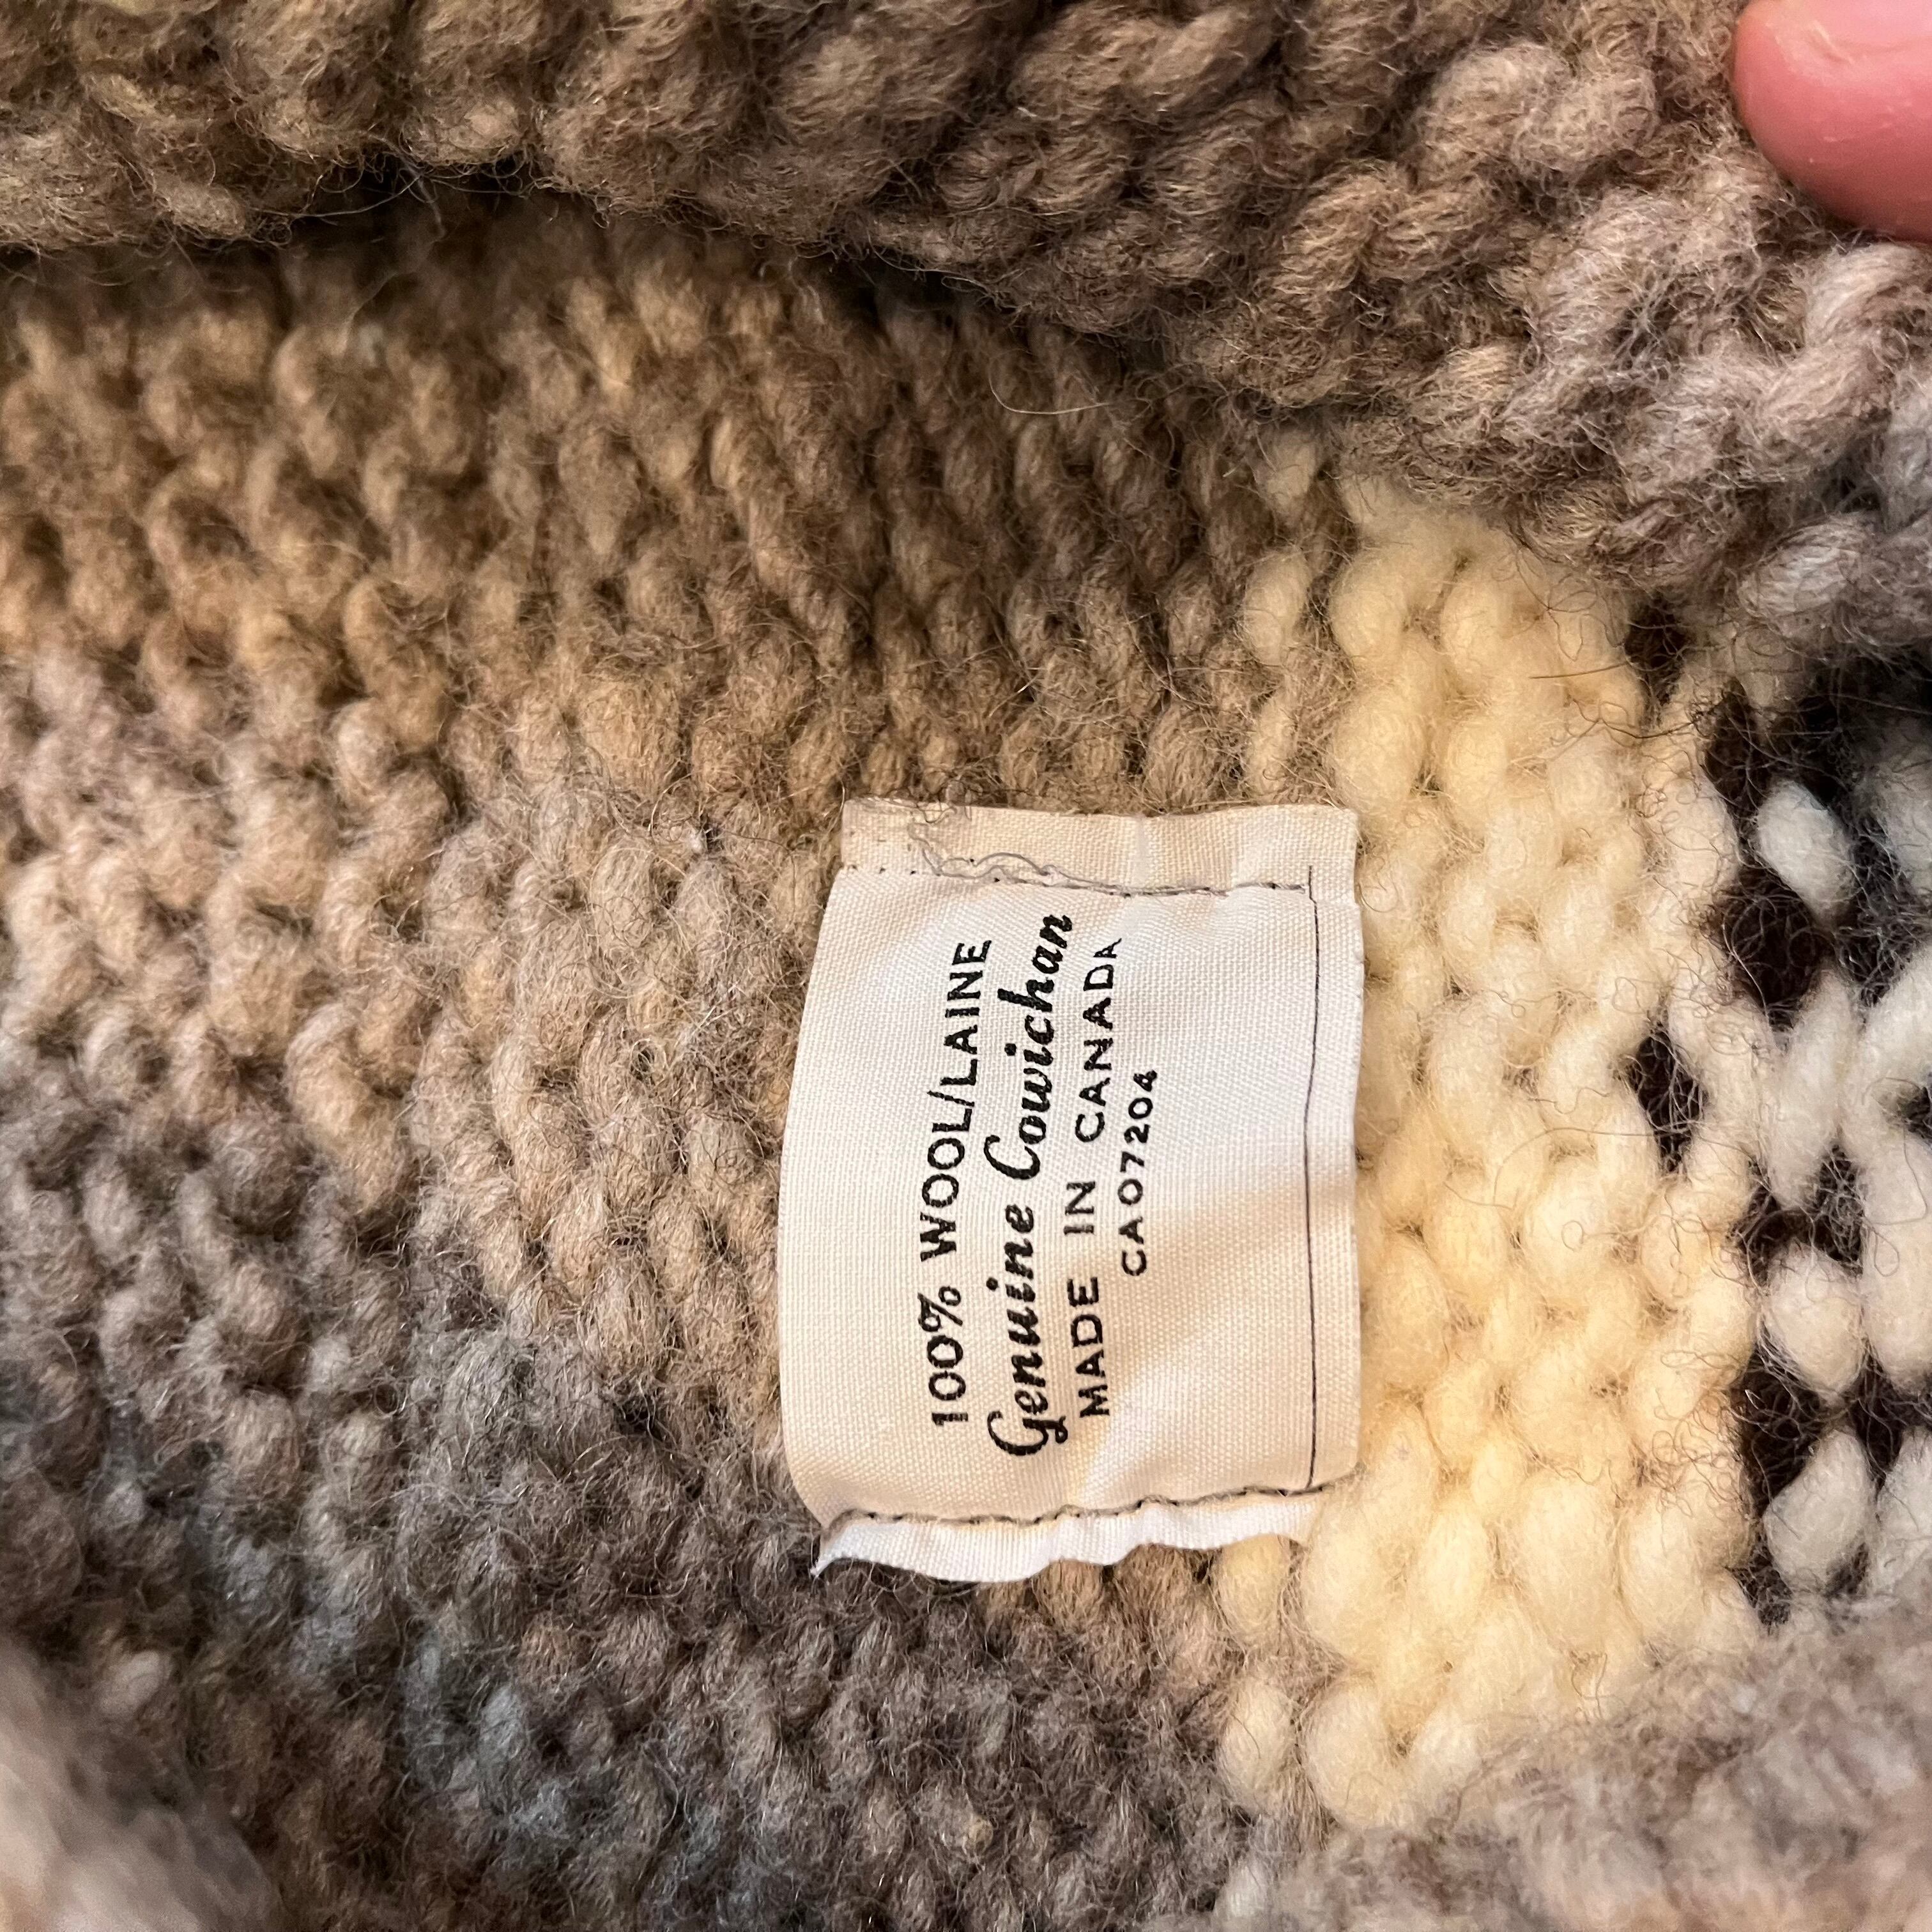 100% WOOL/LAINE
Genuine Cowichan
MADE IN CANADA
CA07204